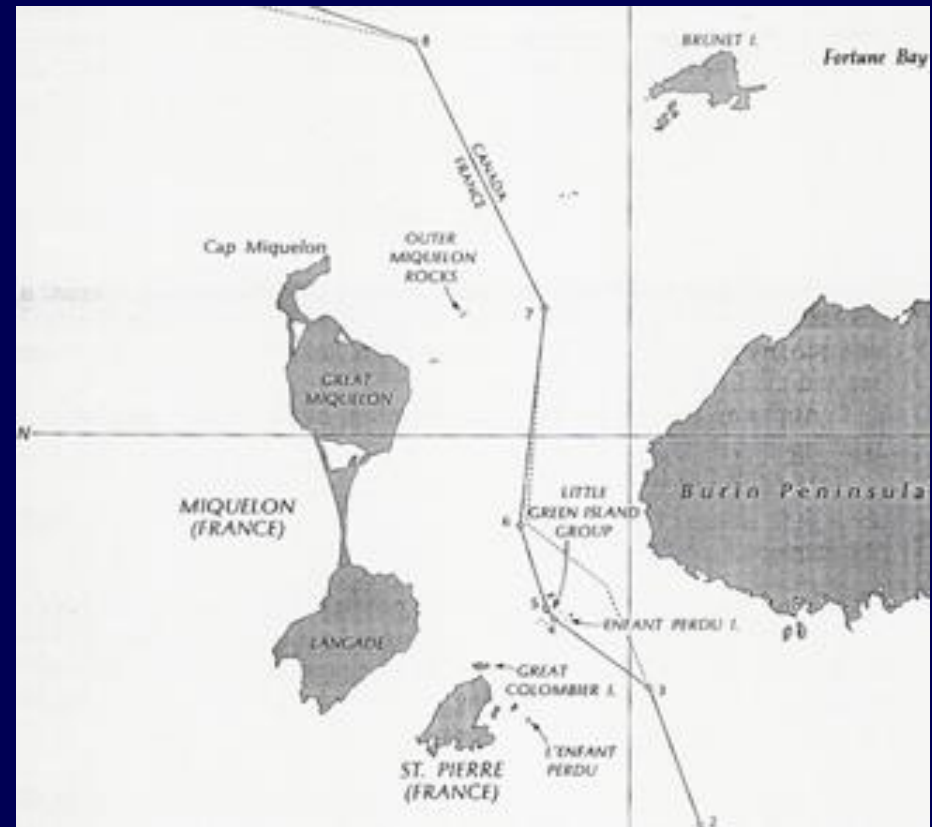 8
BRUNET I.
Fortune Bay
CANADA
FRANCE
Cap Miquelon
OUTER
MIQUELON
ROCKS
7
GREAT
MIQUELON
N
MIQUELON
(FRANCE)
LITTLE
GREEN ISLAND
GROUP
Burin Peninsula
6
5
4
ENFANT PERDU I.
LANGADE
GREAT
COLOMBIER I.
3
L'ENFANT
PERDU
ST. PIERRE
(FRANCE)
2